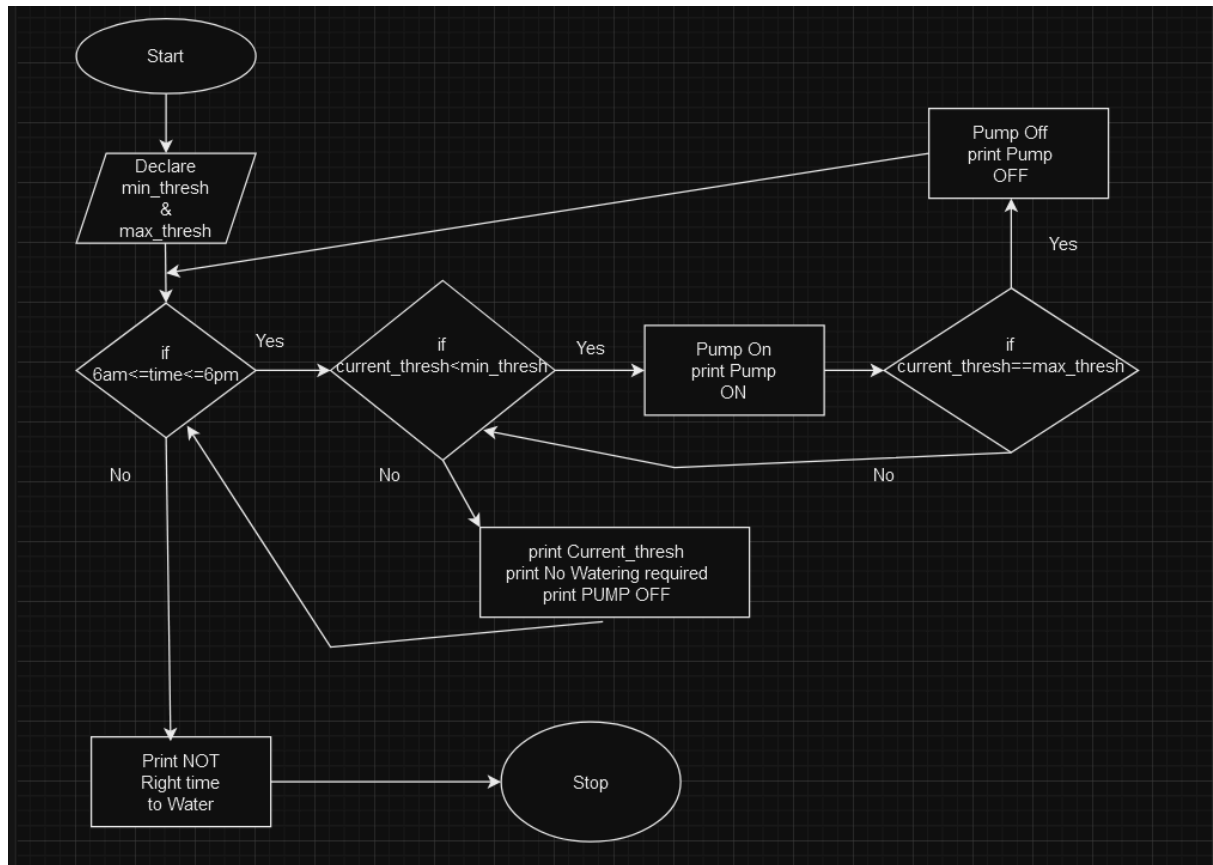 Start
Declare
min_thresh
&
max_thresh
if
6am<=time<=6pm
Yes
if
current_thresh<min_thresh
Yes
Pump On
print Pump
ON
if
current_thresh==max_thresh
Yes
Pump Off
print Pump
OFF
No
No
print Current_thresh
print No Watering required
print PUMP OFF
No
Print NOT
Right time
to Water
Stop